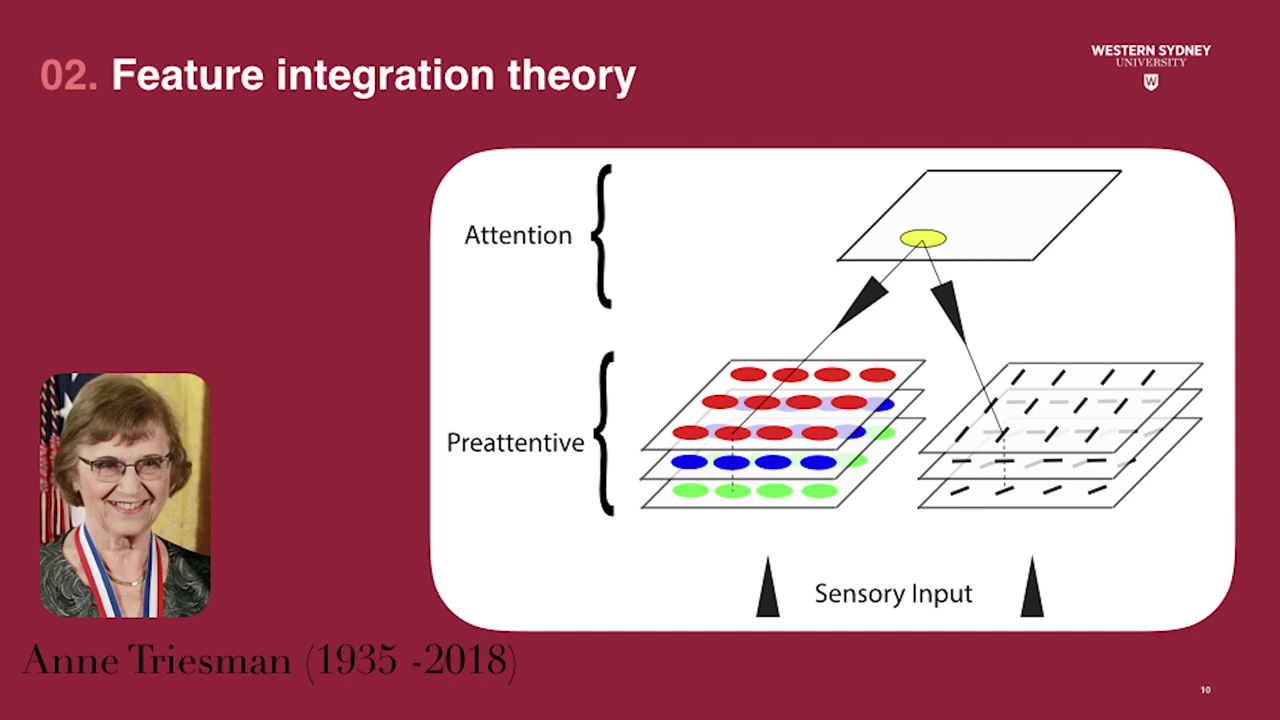 02. Feature integration theory
WESTERN SYDNEY
UNIVERSITY
W
Attention
Preattentive
Sensory Input
Anne Triesman (1935 -2018)
10